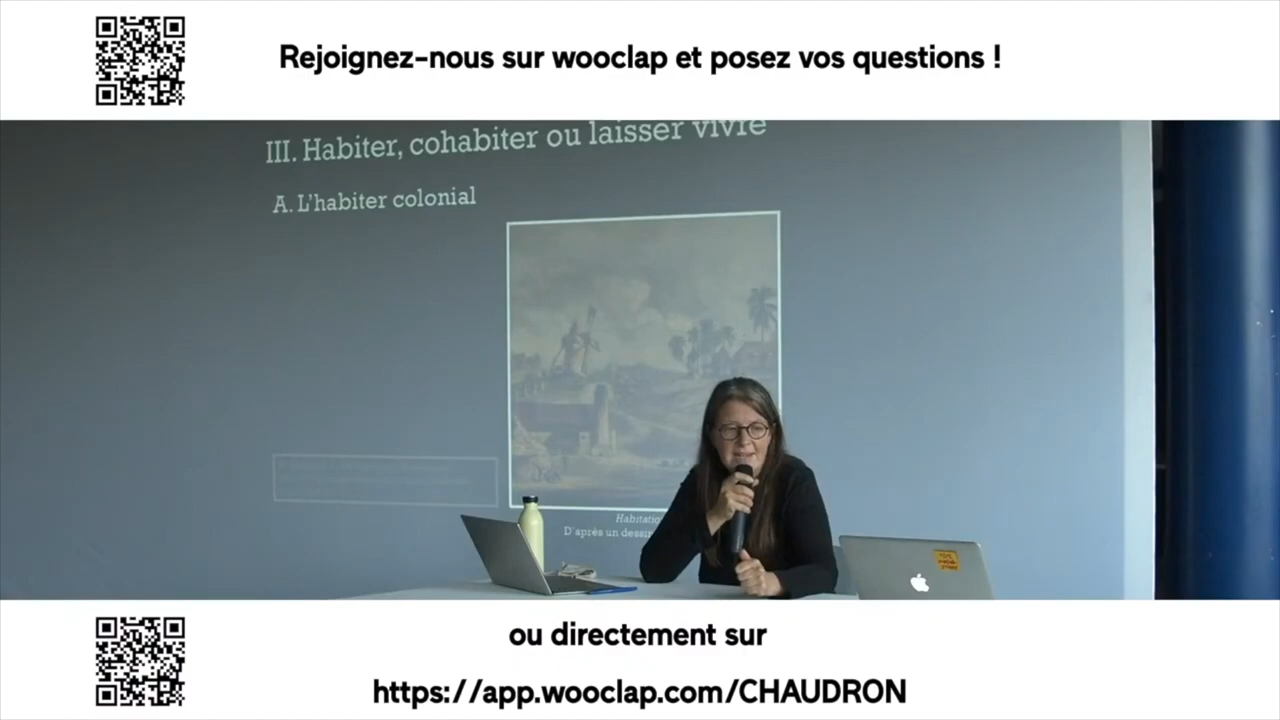 Rejoignez-nous sur wooclap et posez vos questions !
III. Habiter, cohabiter ou laisser vivre
A. L'habiter colonial
D'après un dessin
ou directement sur
https://app.wooclap.com/CHAUDRON